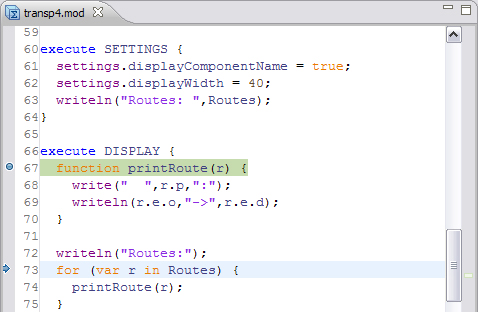 transp4.mod
59
60 execute SETTINGS {
61   settings.displayComponentName = true;
62   settings.displayWidth = 40;
63   writeln("Routes: ",Routes);
64 }
65
66 execute DISPLAY {
67   function printRoute(r) {
68     write("  ",r.p,":");
69     writeln(r.e.o,"->",r.e.d);
70   }
71
72   writeln("Routes:");
73   for (var r in Routes) {
74     printRoute(r);
75   }